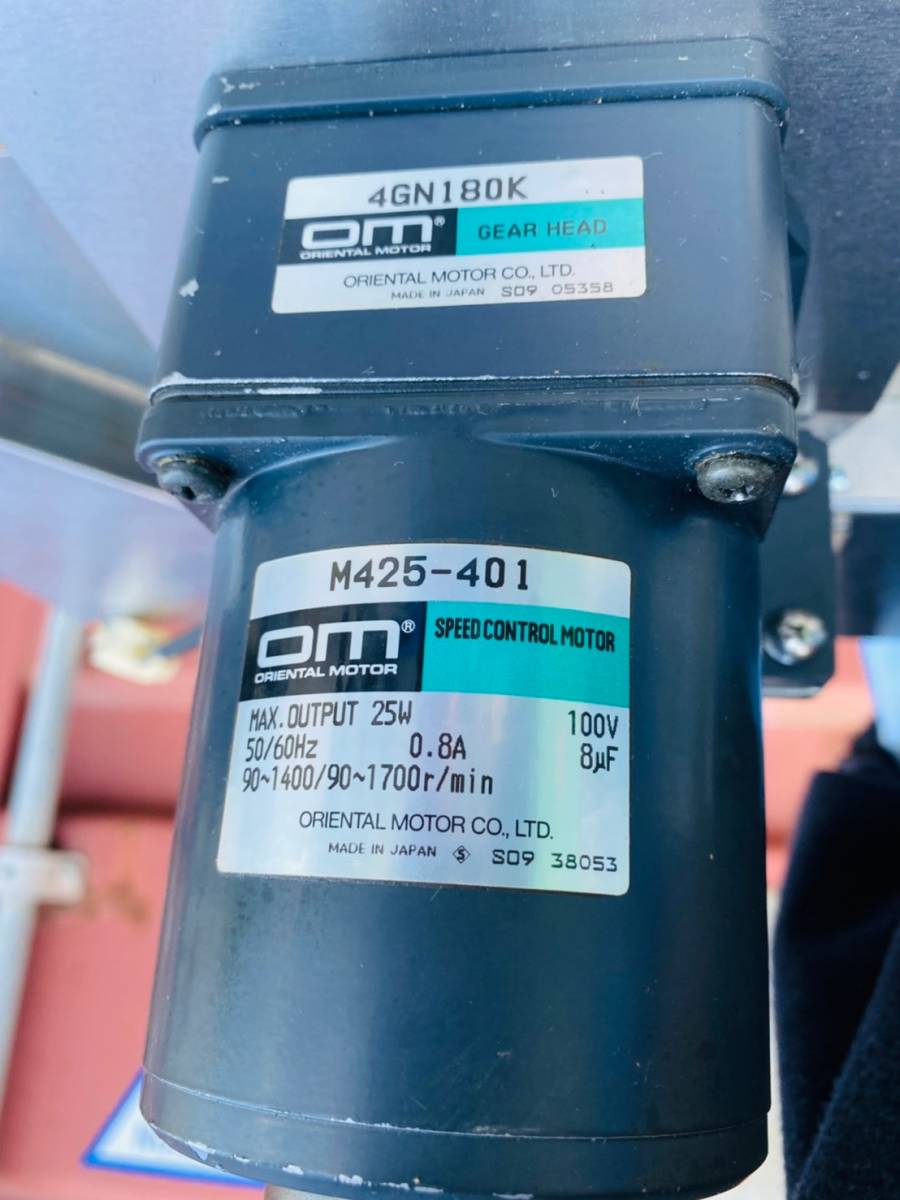 4GN180K
OM®
ORIENTAL MOTOR
GEAR HEAD
ORIENTAL MOTOR CO., LTD.
MADE IN JAPAN S09 05358
M425-401
OM®
ORIENTAL MOTOR
SPEED CONTROL MOTOR
MAX. OUTPUT 25W 100V
50/60Hz 0.8A 8μF
90~1400/90~1700r/min
ORIENTAL MOTOR CO., LTD.
MADE IN JAPAN S S09 38053